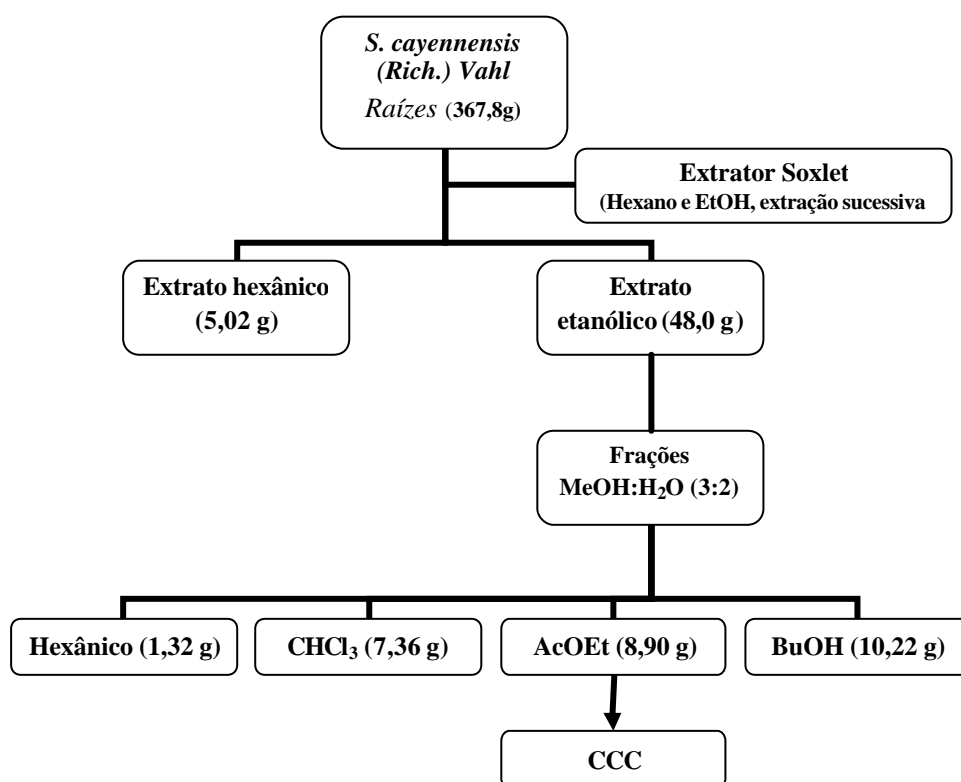 S. cayennensis
(Rich.) Vahl
Raízes (367,8g)
Extrator Soxlet
(Hexano e EtOH, extração sucessiva
Extrato hexânico
(5,02 g)
Extrato
etanólico (48,0 g)
Frações
MeOH:H₂O (3:2)
Hexânico (1,32 g)
CHCl₃ (7,36 g)
AcOEt (8,90 g)
BuOH (10,22 g)
CCC